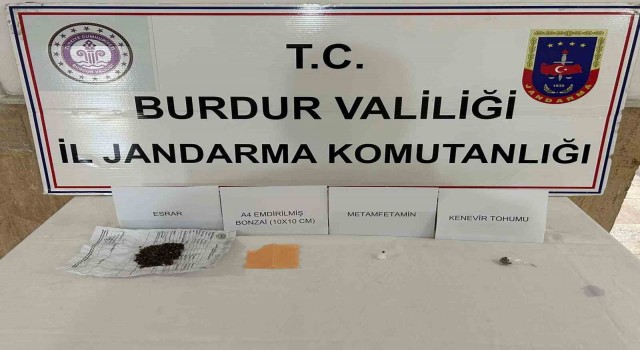 T.C.
BURDUR VALİLİĞİ
İL JANDARMA KOMUTANLIĞI
JANDARMA
ESRAR
A4 EMDİRİLMİŞ
BONZAİ (10X10 CM)
METAMFETAMİN
KENEVİR TOHUMU